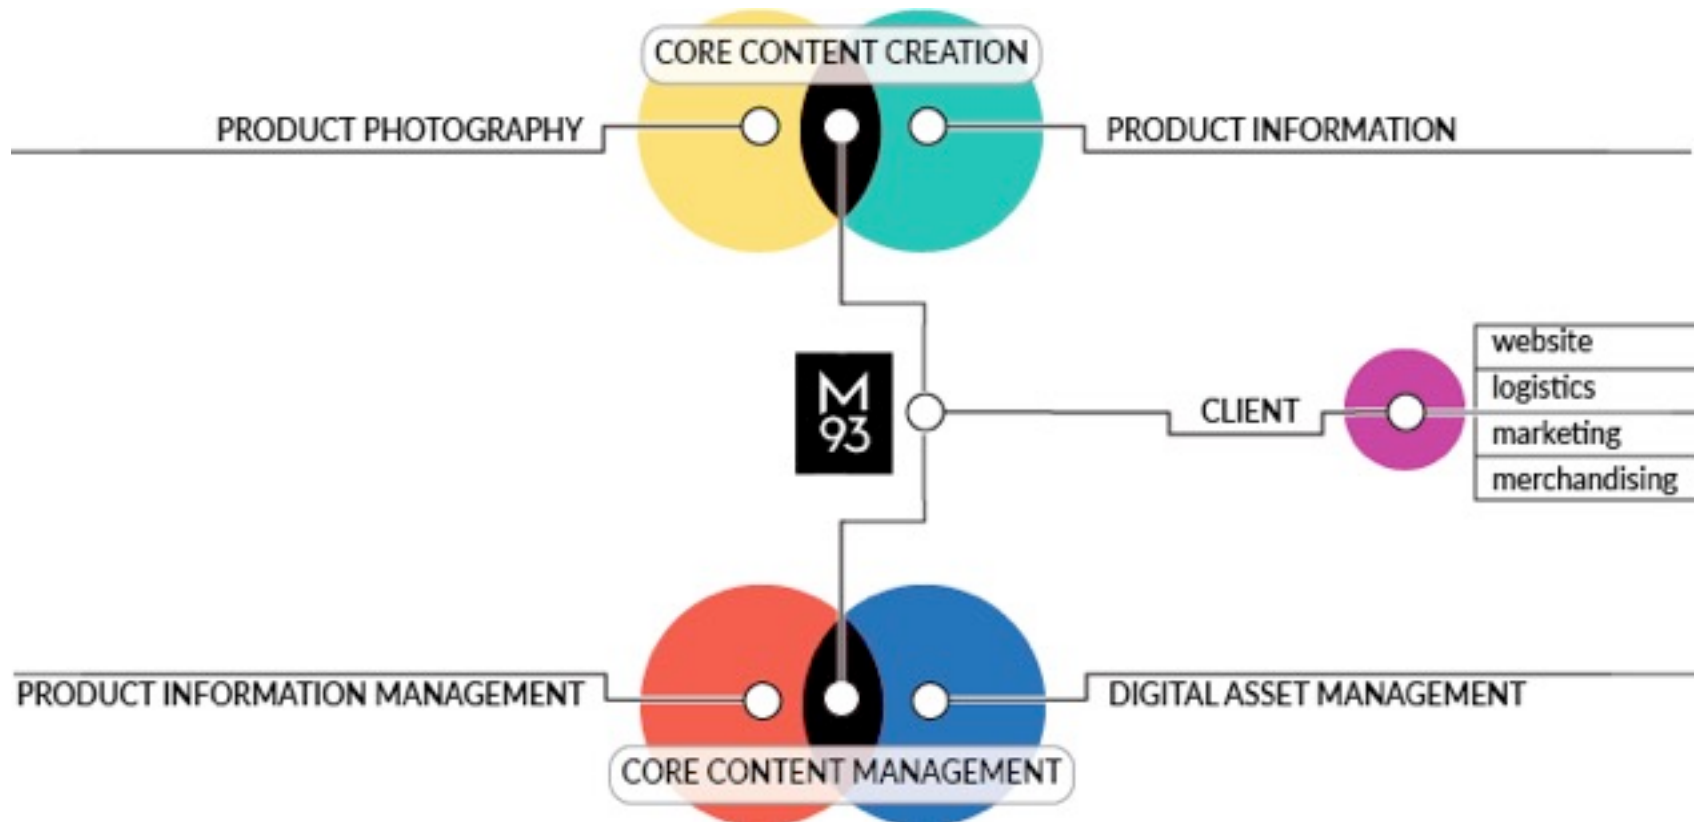 CORE CONTENT CREATION
PRODUCT PHOTOGRAPHY
PRODUCT INFORMATION
M
93
CLIENT
website
logistics
marketing
merchandising
PRODUCT INFORMATION MANAGEMENT
DIGITAL ASSET MANAGEMENT
CORE CONTENT MANAGEMENT